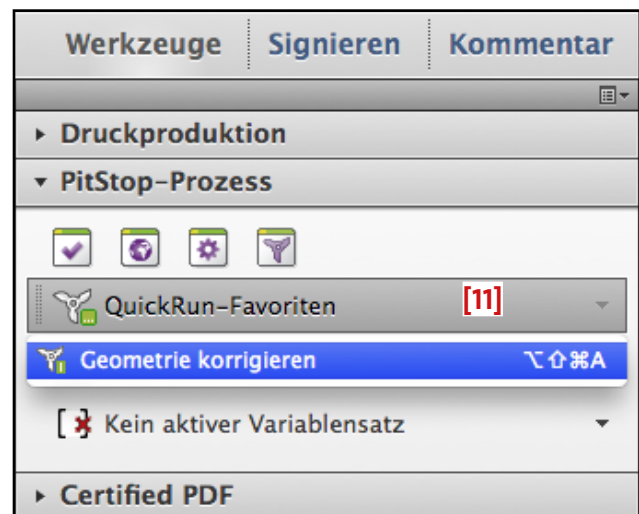 Werkzeuge Signieren Kommentar
Druckproduktion
PitStop-Prozess
QuickRun-Favoriten [11]
Geometrie korrigieren ⌥⇧⌘A
Kein aktiver Variablensatz
Certified PDF